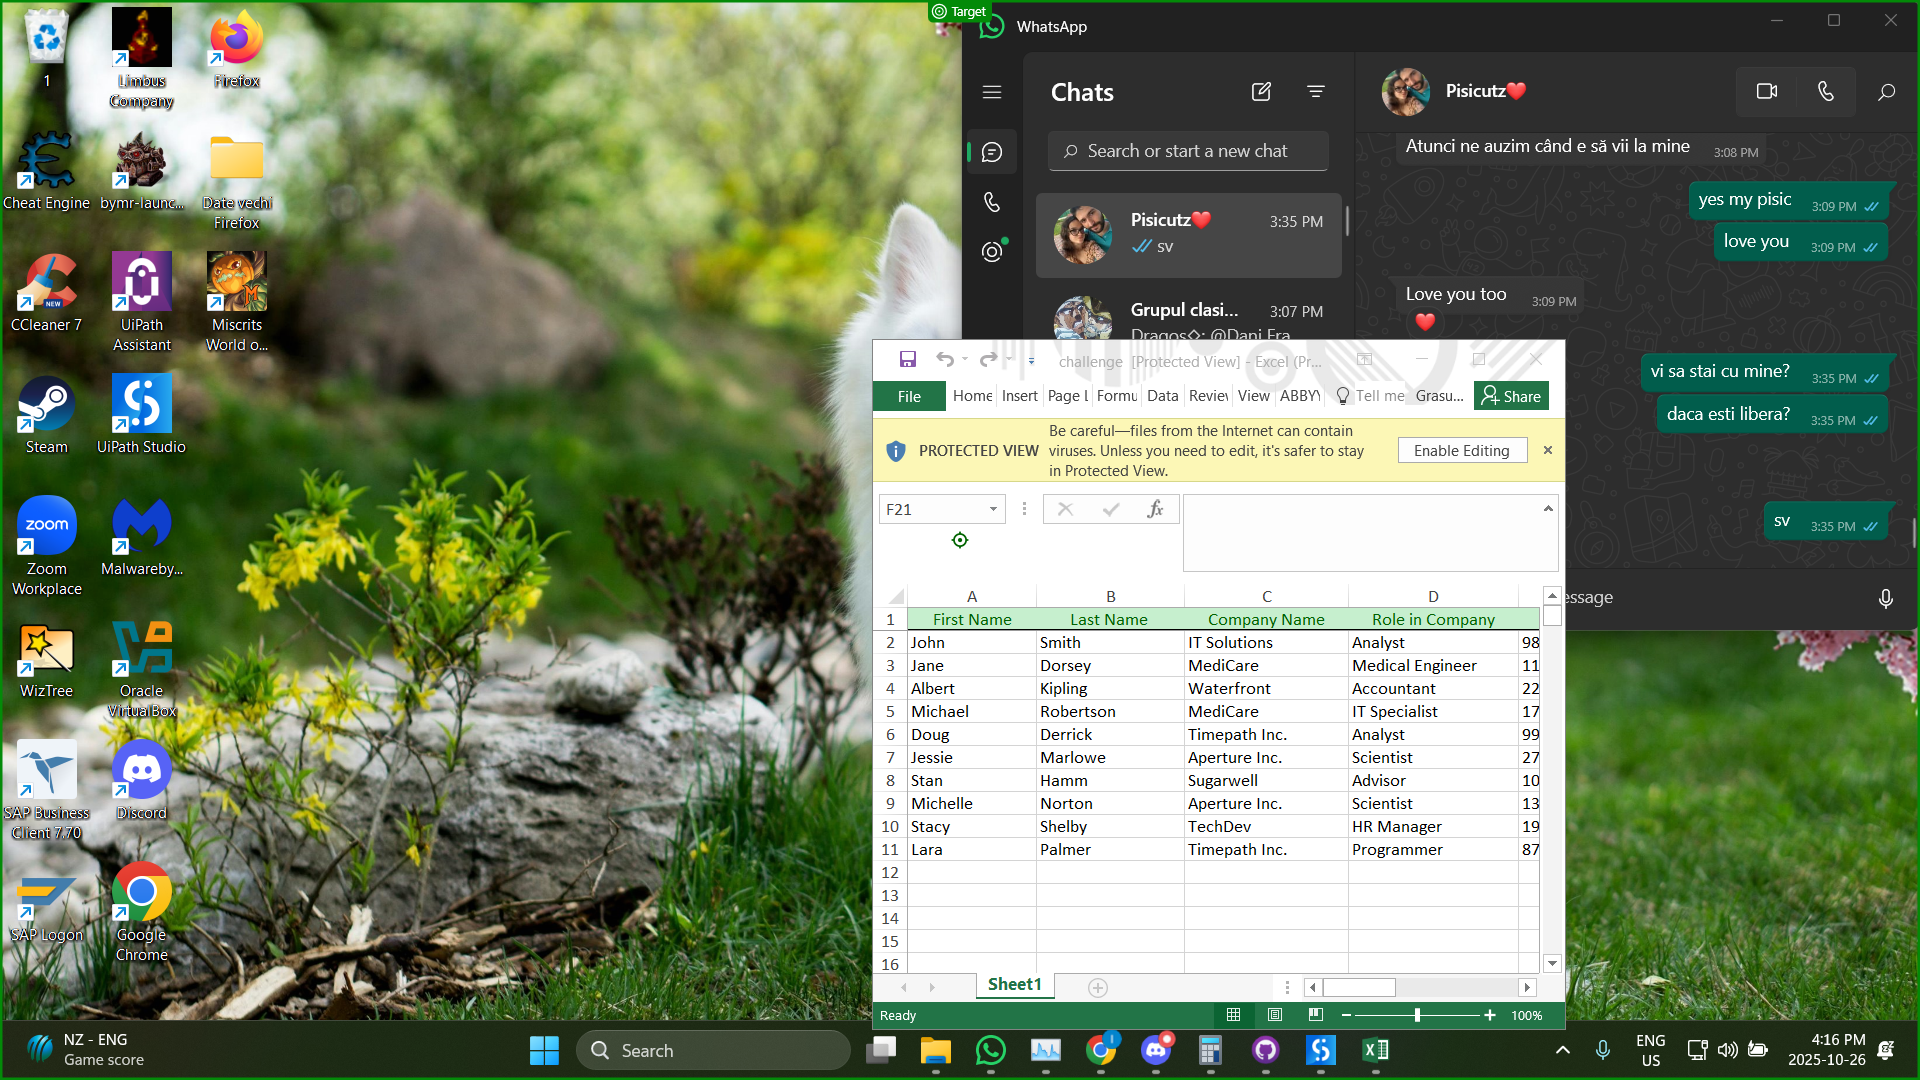 Target
1
Limbus
Company
Firefox
Cheat Engine
bymr-launc...
Date vechi
Firefox
CCleaner 7
NEW
UiPath
Assistant
Miscrits
World o...
Steam
UiPath Studio
zoom
Zoom
Workplace
Malwareby...
WizTree
Oracle
VirtualBox
SAP Business
Client 7.70
Discord
SAP Logon
Google
Chrome
WhatsApp
Chats
Search or start a new chat
Pisicutz❤️
3:35 PM
sv
Grupul clasi...
3:07 PM
Pisicutz❤️
Atunci ne auzim când e să vii la mine
3:08 PM
yes my pisic
3:09 PM
love you
3:09 PM
Love you too
3:09 PM
❤️
vi sa stai cu mine?
3:35 PM
daca esti libera?
3:35 PM
sv
3:35 PM
essage
challenge [Protected View] - Excel (Pr...
File Home Insert Page L Formu Data Review View ABBY Tell me Grasu... Share
PROTECTED VIEW
Be careful—files from the Internet can contain
viruses. Unless you need to edit, it's safer to stay
in Protected View.
Enable Editing
F21
fx
A B C D
1 First Name Last Name Company Name Role in Company
2 John Smith IT Solutions Analyst 98
3 Jane Dorsey MediCare Medical Engineer 11
4 Albert Kipling Waterfront Accountant 22
5 Michael Robertson MediCare IT Specialist 17
6 Doug Derrick Timepath Inc. Analyst 99
7 Jessie Marlowe Aperture Inc. Scientist 27
8 Stan Hamm Sugarwell Advisor 10
9 Michelle Norton Aperture Inc. Scientist 13
10 Stacy Shelby TechDev HR Manager 19
11 Lara Palmer Timepath Inc. Programmer 87
12
13
14
15
16
Sheet1
Ready
100%
NZ - ENG
Game score
Search
ENG
US
4:16 PM
2025-10-26